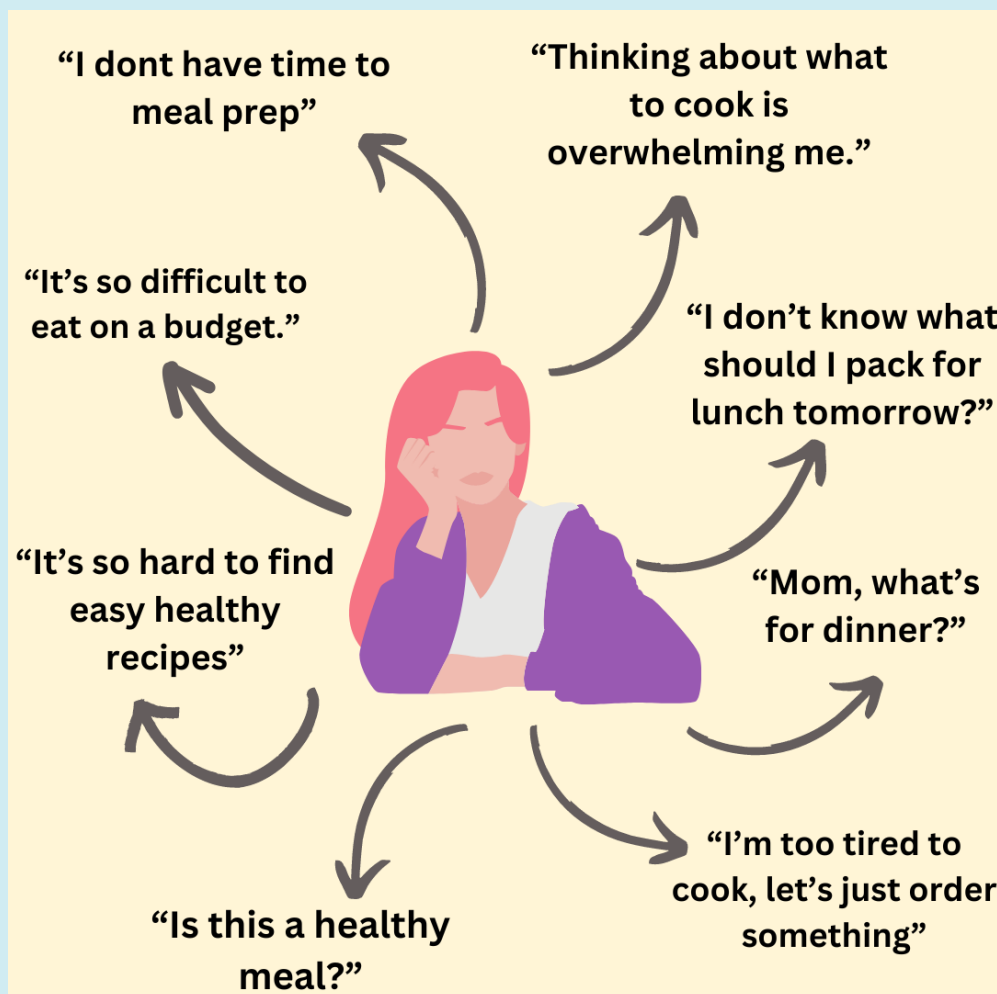 “I dont have time to
meal prep”
“Thinking about what
to cook is
overwhelming me.”
“It’s so difficult to
eat on a budget.”
“I don’t know what
should I pack for
lunch tomorrow?”
“It’s so hard to find
easy healthy
recipes”
“Mom, what’s
for dinner?”
“I’m too tired to
cook, let’s just order
something”
“Is this a healthy
meal?”